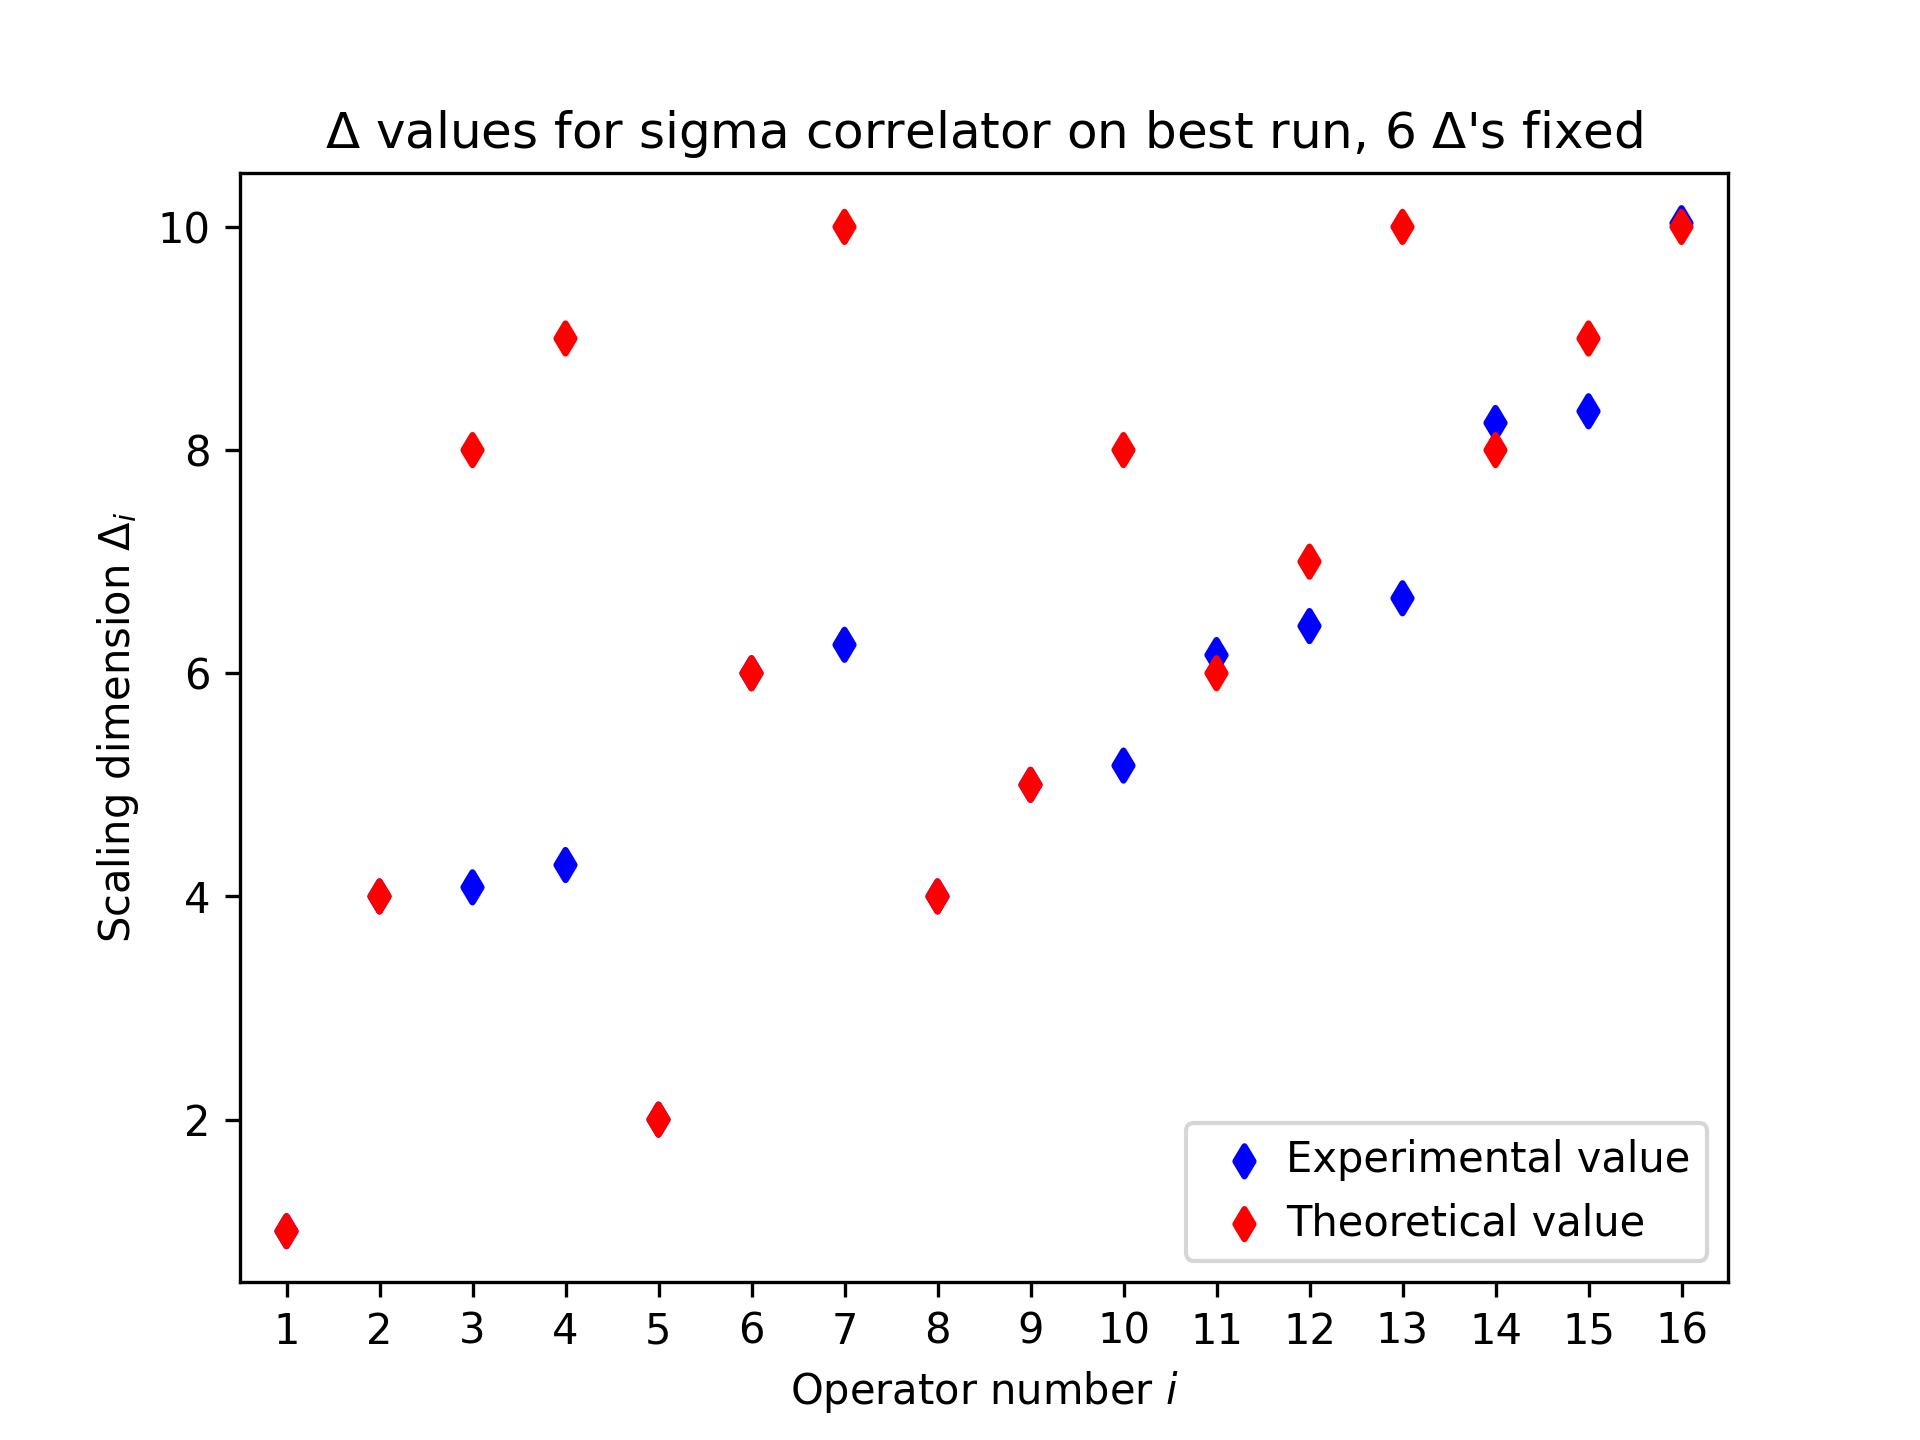 Δ values for sigma correlator on best run, 6 Δ's fixed
10
8
6
4
2
Scaling dimension Δi
Experimental value
Theoretical value
1 2 3 4 5 6 7 8 9 10 11 12 13 14 15 16
Operator number i